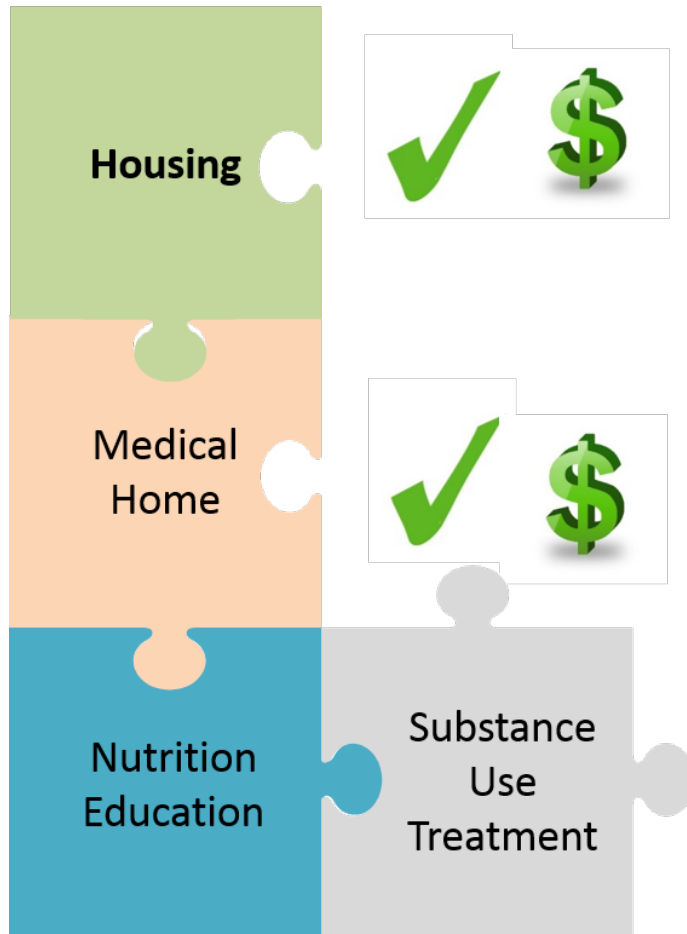 Housing
Medical
Home
Nutrition
Education
Substance
Use
Treatment